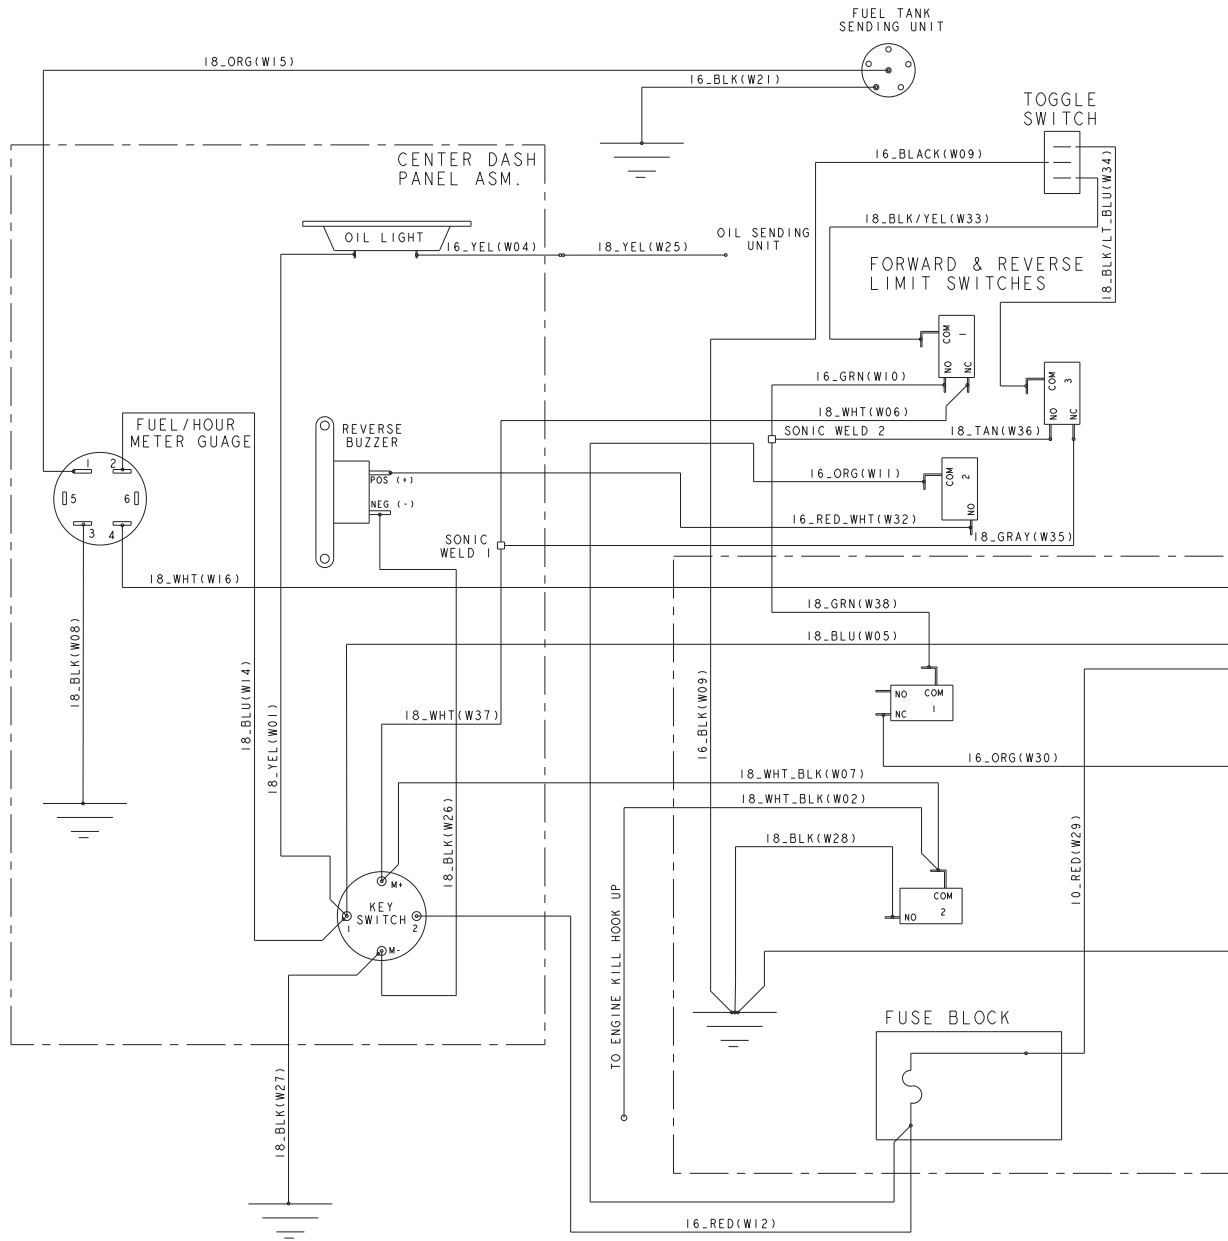 FUEL TANK
SENDING UNIT
18_ORG(W15)
16_BLK(W21)
TOGGLE
SWITCH
CENTER DASH
PANEL ASM.
16_BLACK(W09)
18_BLK/LT_BLU(W34)
18_BLK/YEL(W33)
OIL LIGHT
16_YEL(W04)
18_YEL(W25)
OIL SENDING
UNIT
FORWARD & REVERSE
LIMIT SWITCHES
COM
1
NO
NC
16_GRN(W10)
COM
3
NO
NC
18_WHT(W06)
FUEL/HOUR
METER GUAGE
REVERSE
BUZZER
SONIC WELD 2
18_TAN(W36)
1
2
5
6
3
4
POS (+)
NEG (-)
16_ORG(W11)
COM
2
NO
16_RED_WHT(W32)
SONIC
WELD 1
18_GRAY(W35)
18_WHT(W16)
18_GRN(W38)
18_BLU(W05)
18_BLK(W08)
18_BLU(W14)
18_YEL(W01)
16_BLK(W09)
NO
COM
NC
1
18_WHT(W37)
16_ORG(W30)
18_WHT_BLK(W07)
18_WHT_BLK(W02)
18_BLK(W26)
18_BLK(W28)
10_RED(W29)
M+
KEY
SWITCH
1
2
M-
COM
NO
2
TO ENGINE KILL HOOK UP
FUSE BLOCK
18_BLK(W27)
16_RED(W12)